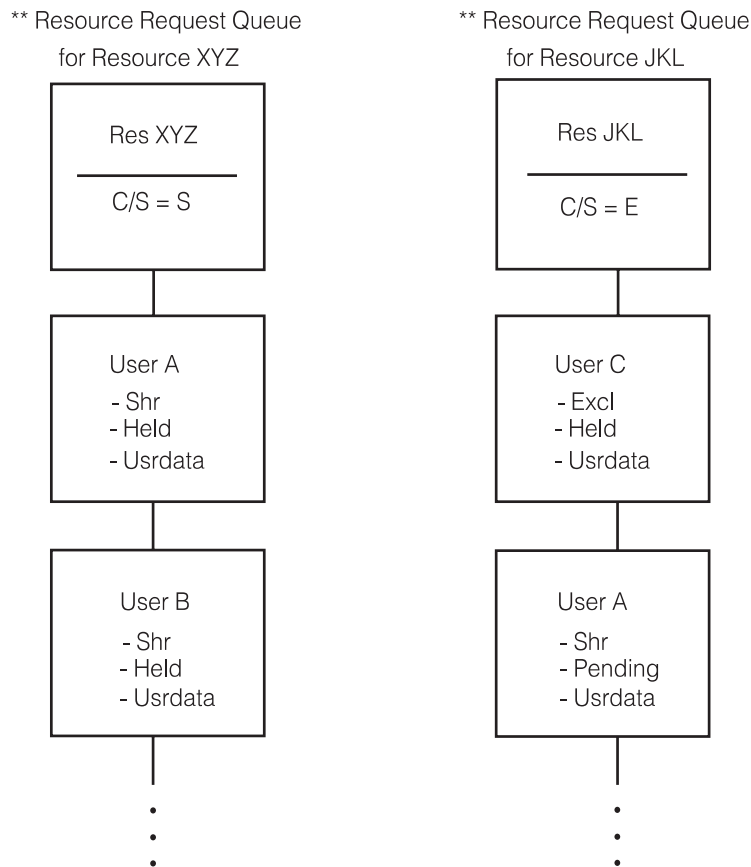 ** Resource Request Queue
for Resource XYZ
Res XYZ
C/S = S
User A
- Shr
- Held
- Usrdata
User B
- Shr
- Held
- Usrdata
** Resource Request Queue
for Resource JKL
Res JKL
C/S = E
User C
- Excl
- Held
- Usrdata
User A
- Shr
- Pending
- Usrdata